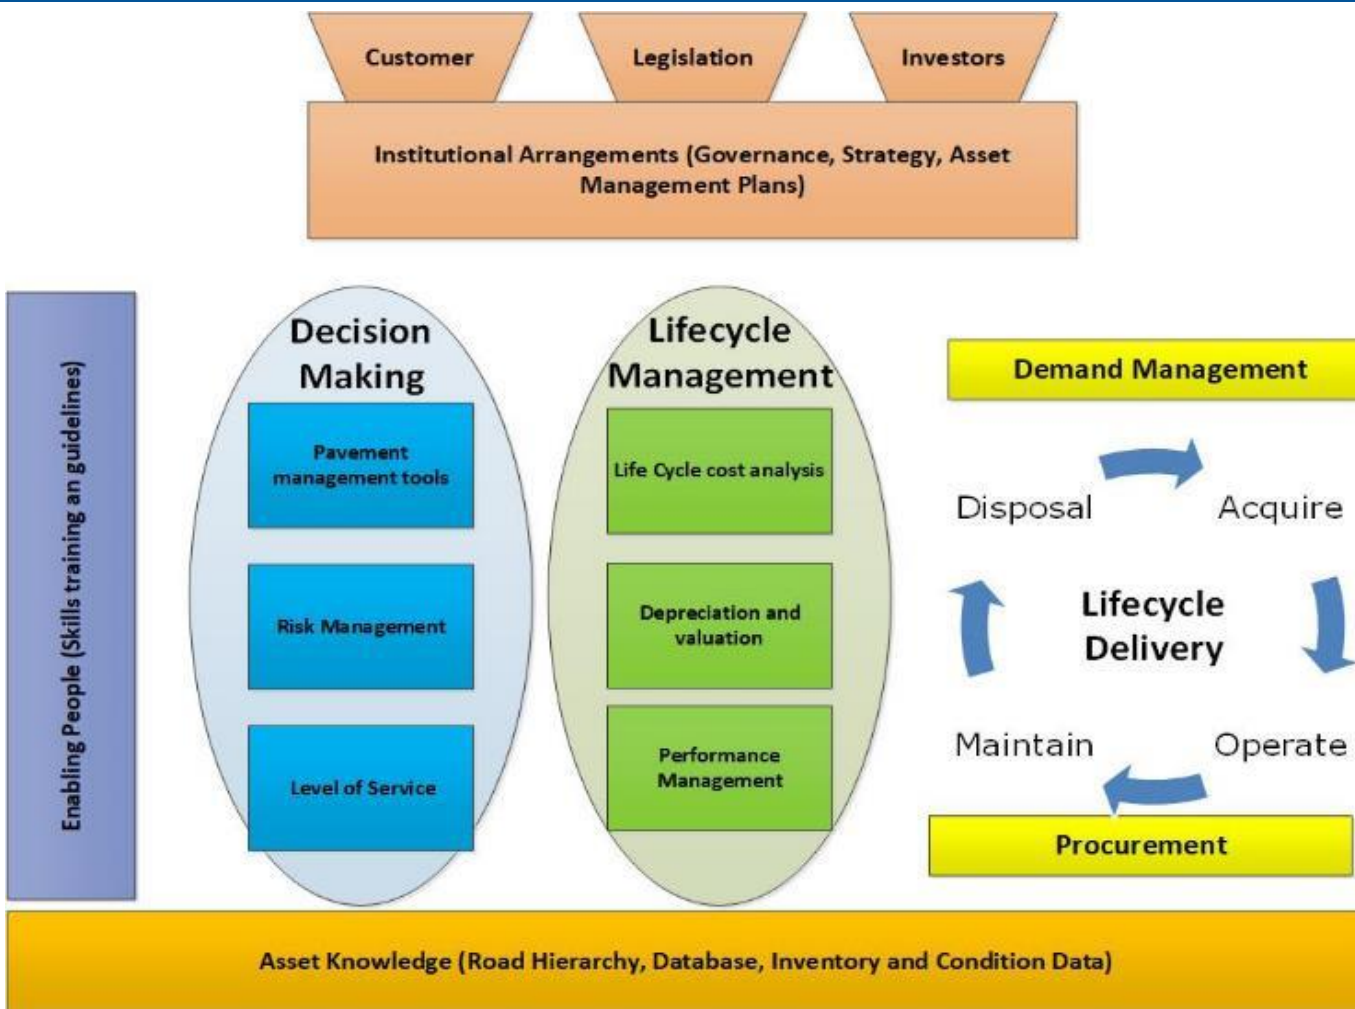 Customer
Legislation
Investors
Institutional Arrangements (Governance, Strategy, Asset
Management Plans)
Enabling People (Skills training an guidelines)
Decision
Making
Pavement
management tools
Risk Management
Level of Service
Lifecycle
Management
Life Cycle cost analysis
Depreciation and
valuation
Performance
Management
Demand Management
Disposal
Acquire
Lifecycle
Delivery
Maintain
Operate
Procurement
Asset Knowledge (Road Hierarchy, Database, Inventory and Condition Data)